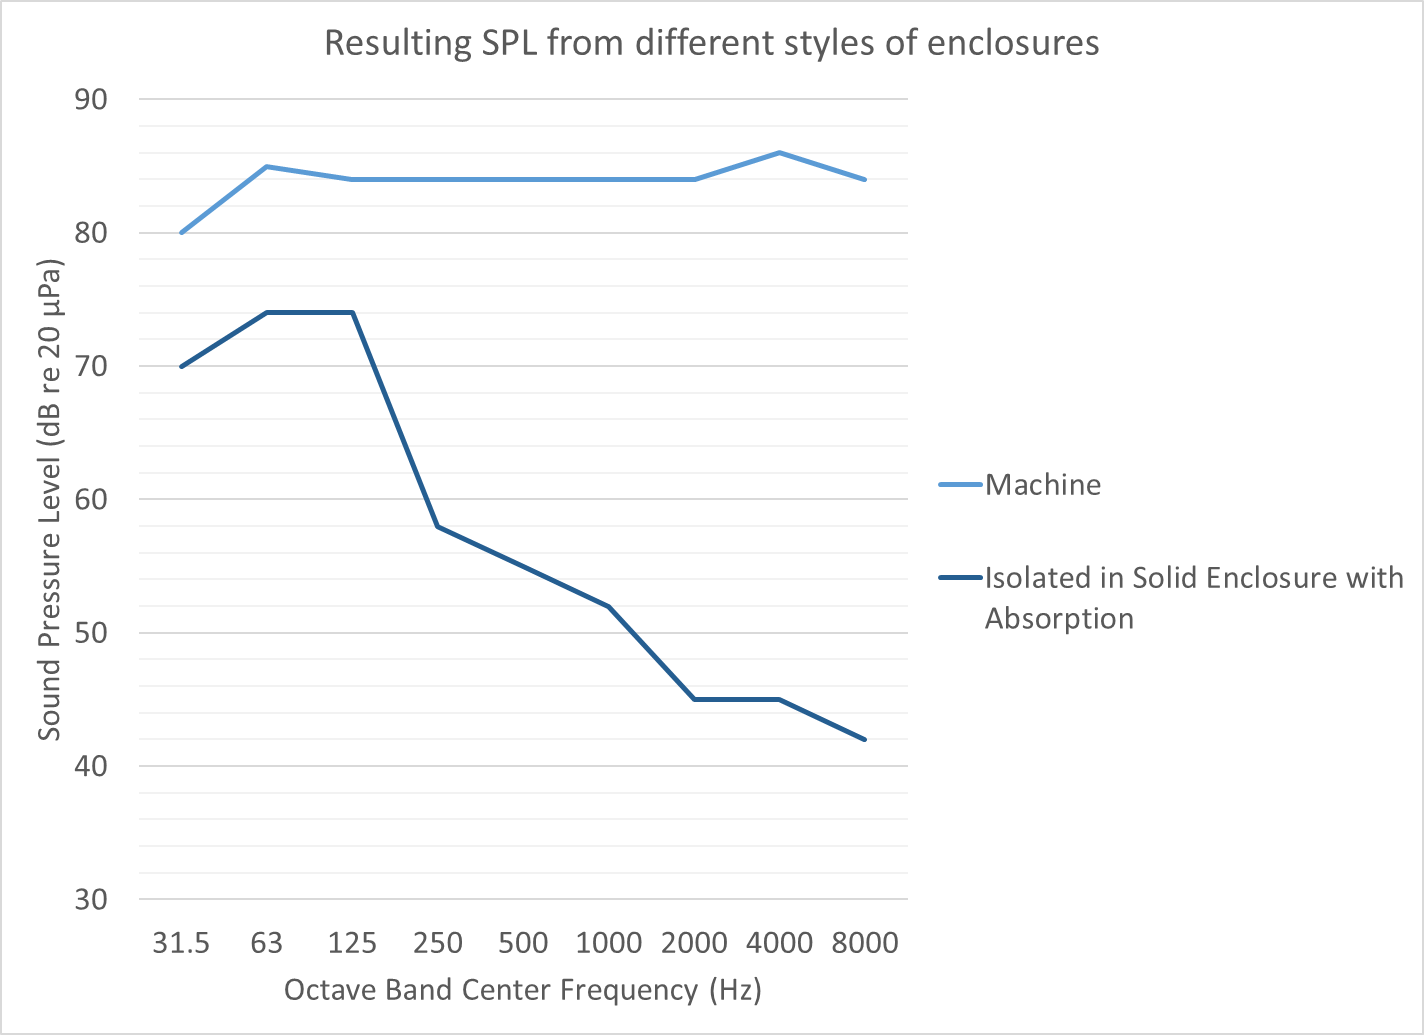 Resulting SPL from different styles of enclosures
90
80
70
60
50
40
30
Sound Pressure Level (dB re 20 µPa)
31.5 63 125 250 500 1000 2000 4000 8000
Octave Band Center Frequency (Hz)
Machine
Isolated in Solid Enclosure with
Absorption